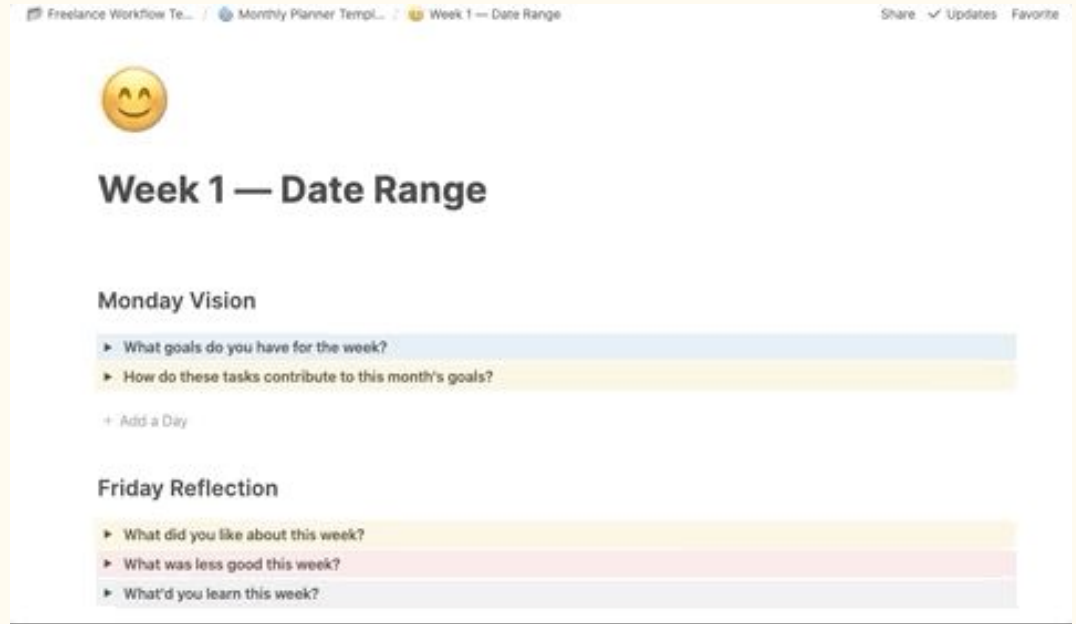 Freelance Workflow Te... / Monthly Planner Templ... / Week 1 — Date Range Share ✓ Updates Favorite
Week 1 — Date Range
Monday Vision
What goals do you have for the week?
How do these tasks contribute to this month's goals?
+ Add a Day
Friday Reflection
What did you like about this week?
What was less good this week?
What'd you learn this week?